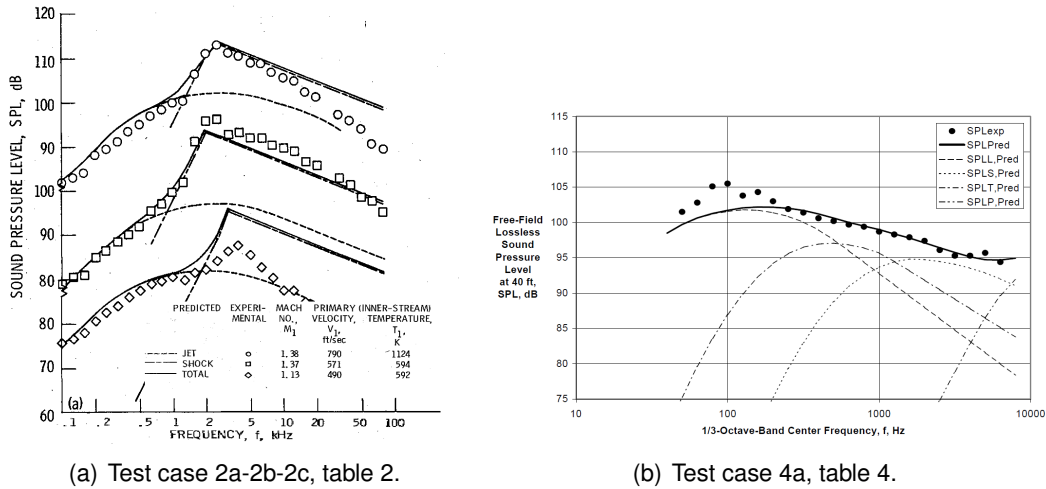 120
110
100
90
100
80
90
70
80
60
70
60
SOUND PRESSURE LEVEL, SPL, dB
(a)
PREDICTED EXPERI- MACH PRIMARY (INNER-STREAM)
MENTAL NO., VELOCITY, TEMPERATURE,
M1 V1, T1,
ft/sec K
JET 1.38 790 1124
SHOCK 1.37 571 594
TOTAL 1.13 490 592
.1 .2 .5 1 2 5 10 20 50 100
FREQUENCY, f, kHz
(a) Test case 2a-2b-2c, table 2.
115
110
105
100
95
90
85
80
75
Free-Field
Lossless
Sound
Pressure
Level
at 40 ft,
SPL, dB
SPLexp
SPLPred
SPLL,Pred
SPLS,Pred
SPLT,Pred
SPLP,Pred
10 100 1000 10000
1/3-Octave-Band Center Frequency, f, Hz
(b) Test case 4a, table 4.